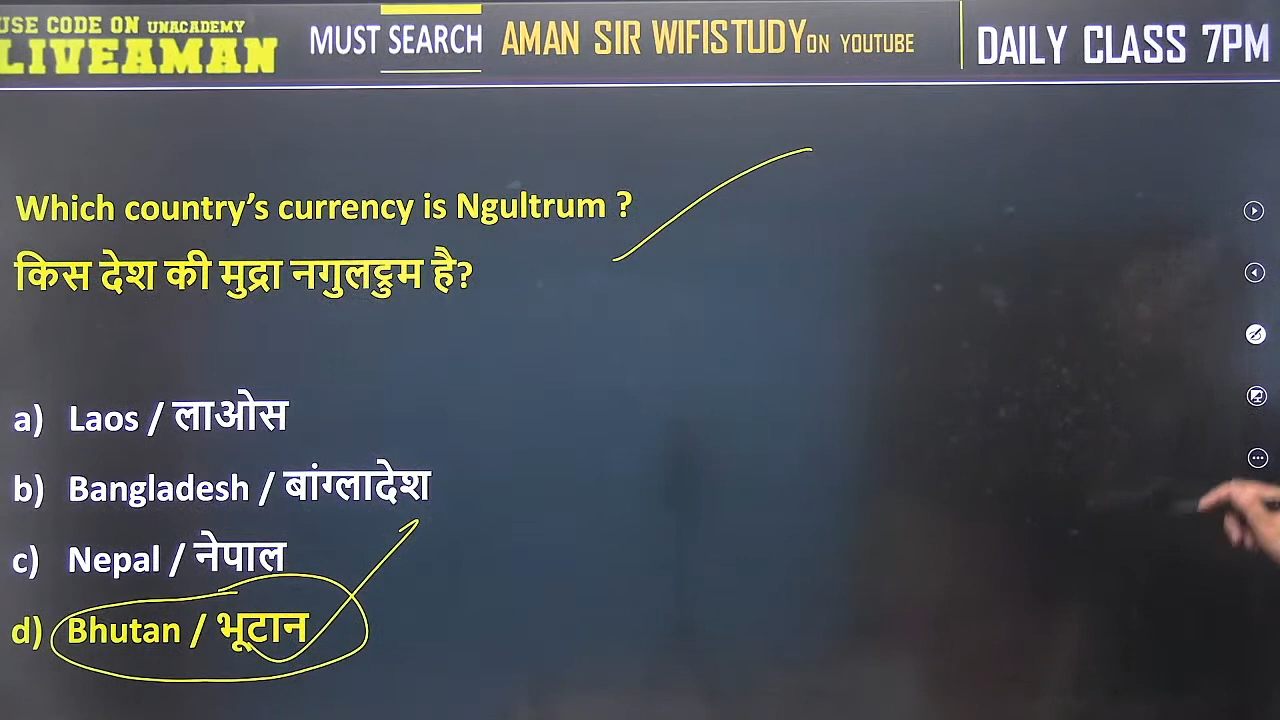 USE CODE ON UNACADEMY
LIVEAMAN
MUST SEARCH
AMAN SIR WIFISTUDY ON YOUTUBE
DAILY CLASS 7PM
Which country’s currency is Ngultrum ?
किस देश की मुद्रा नगुलट्रुम है?
a) Laos / लाओस
b) Bangladesh / बांग्लादेश
c) Nepal / नेपाल
d) Bhutan / भूटान